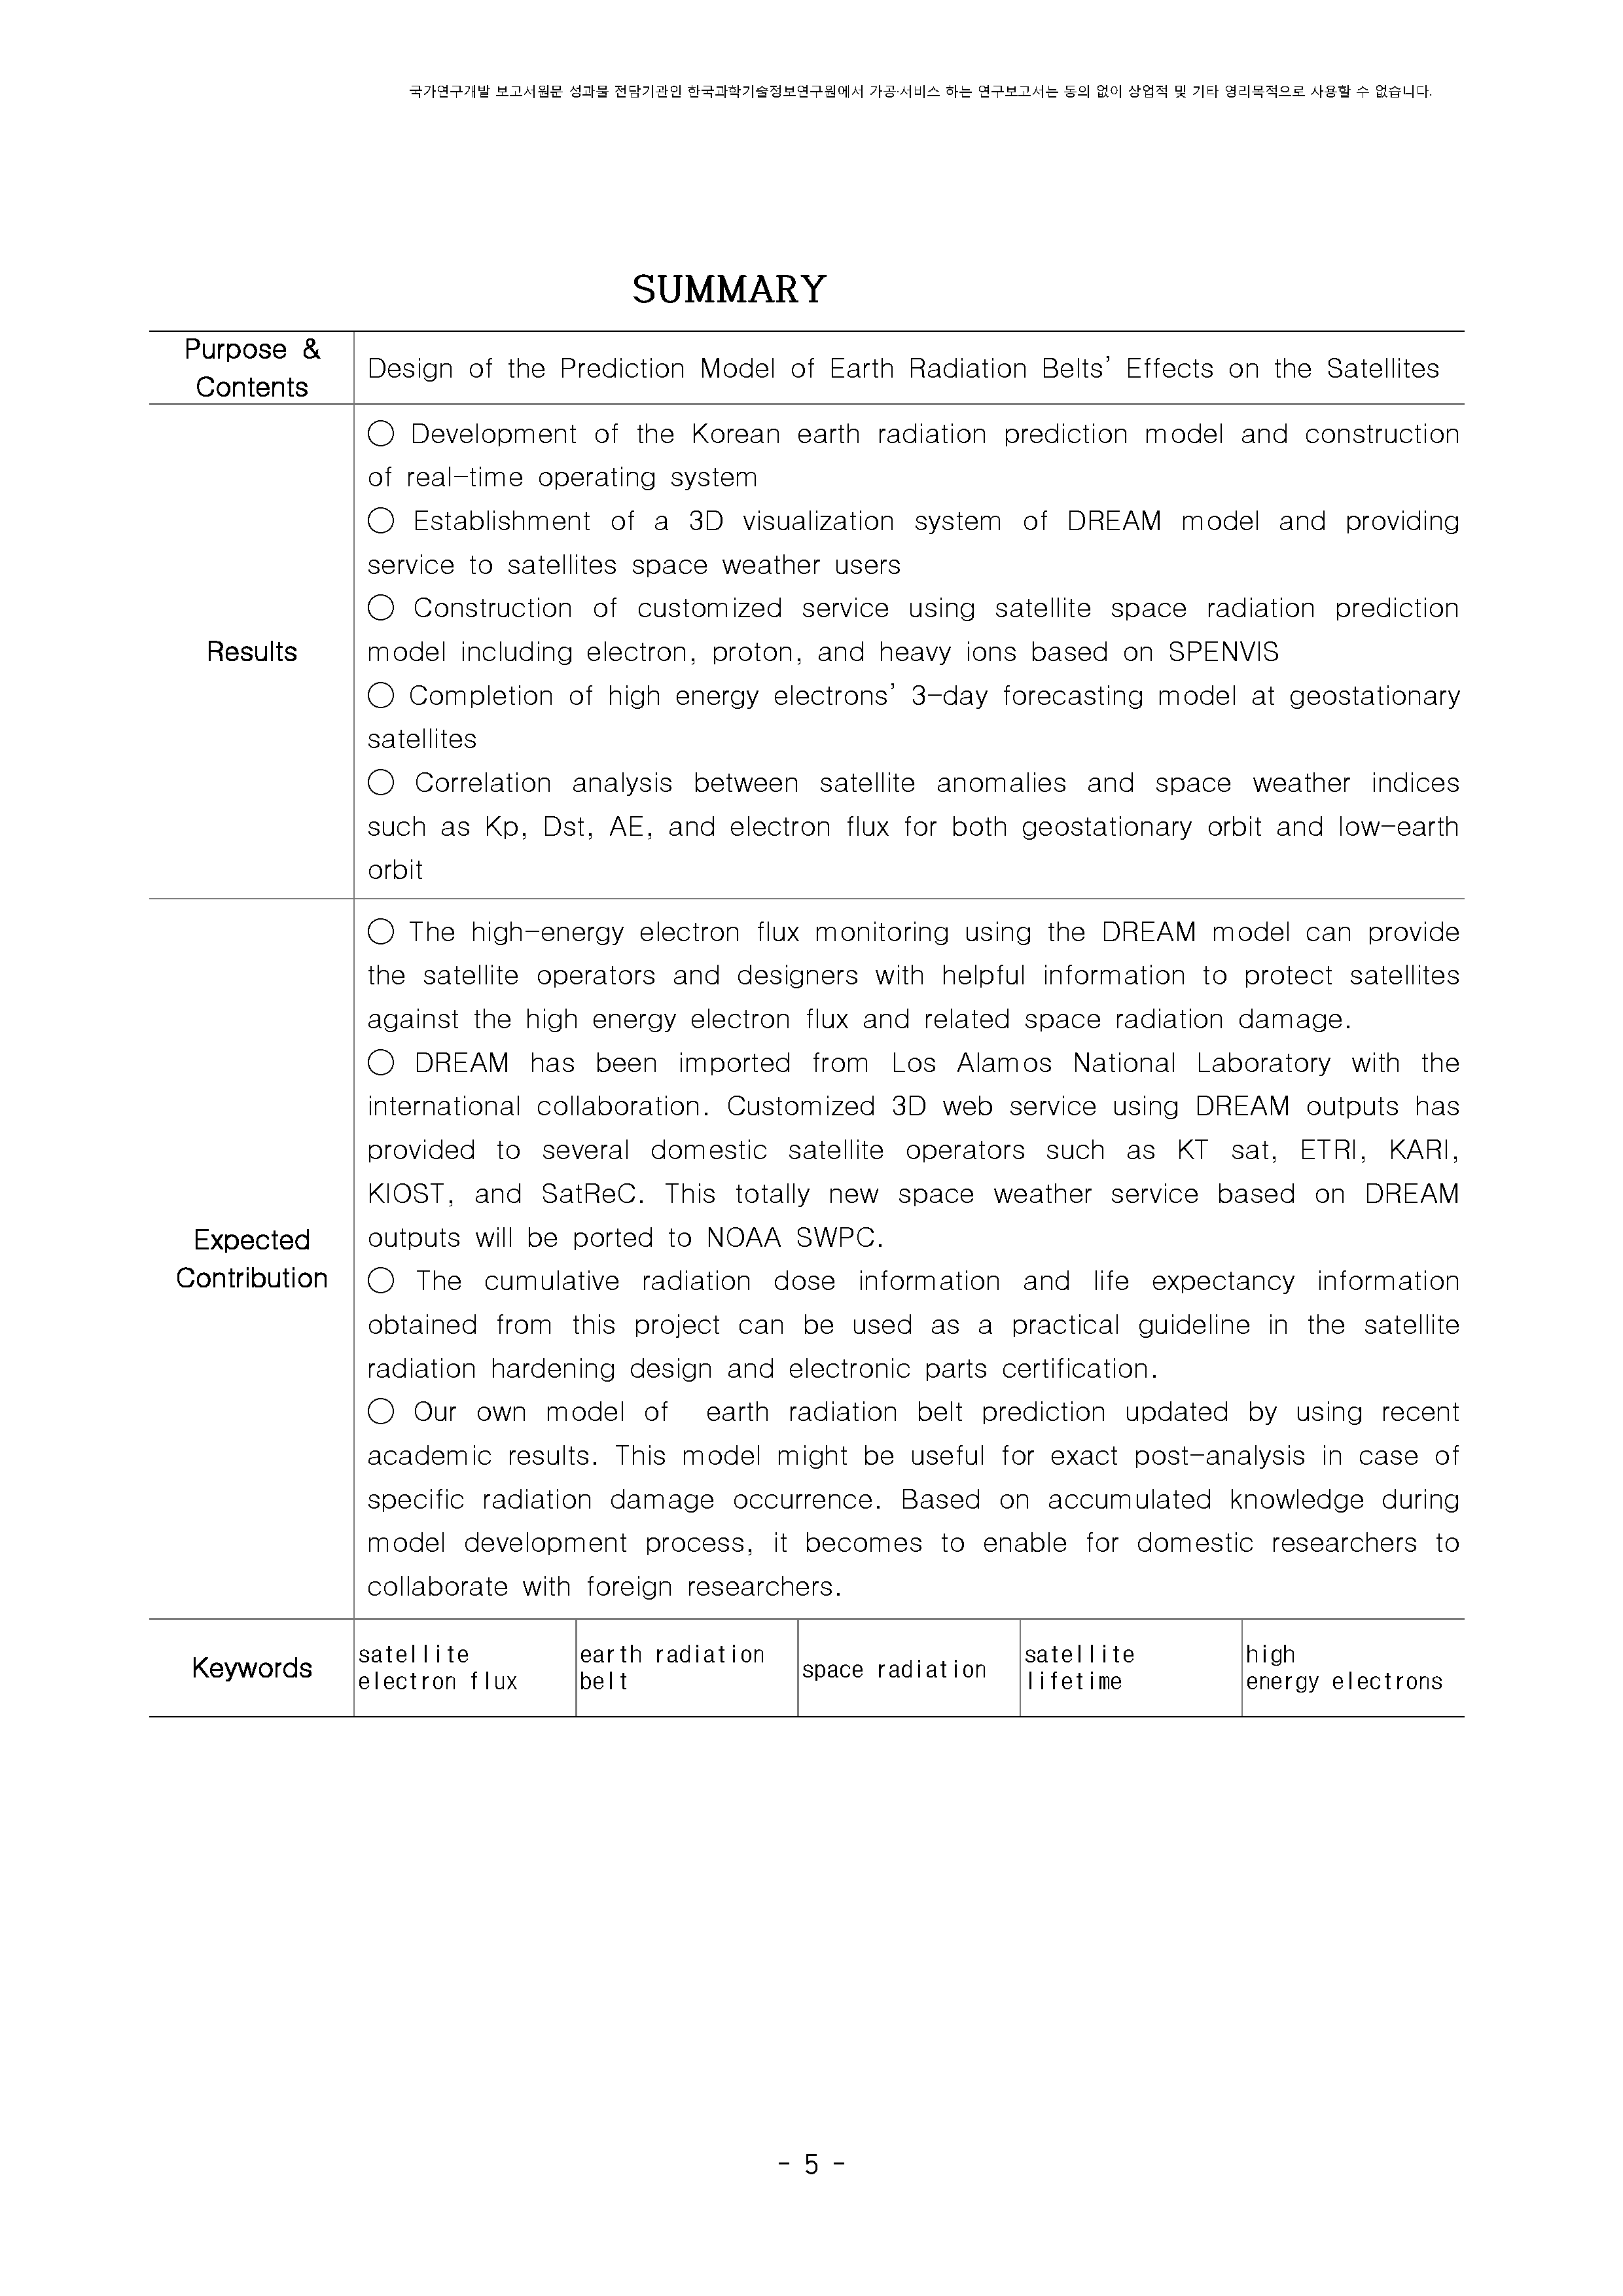 국가연구개발 보고서원문 성과물 전담기관인 한국과학기술정보연구원에서 가공·서비스 하는 연구보고서는 동의 없이 상업적 및 기타 영리목적으로 사용할 수 없습니다.
SUMMARY
Purpose &
Contents
Design of the Prediction Model of Earth Radiation Belts’ Effects on the Satellites
Results
◯ Development of the Korean earth radiation prediction model and construction
of real-time operating system
◯ Establishment of a 3D visualization system of DREAM model and providing
service to satellites space weather users
◯ Construction of customized service using satellite space radiation prediction
model including electron, proton, and heavy ions based on SPENVIS
◯ Completion of high energy electrons’ 3-day forecasting model at geostationary
satellites
◯ Correlation analysis between satellite anomalies and space weather indices
such as Kp, Dst, AE, and electron flux for both geostationary orbit and low-earth
orbit
Expected
Contribution
◯ The high-energy electron flux monitoring using the DREAM model can provide
the satellite operators and designers with helpful information to protect satellites
against the high energy electron flux and related space radiation damage.
◯ DREAM has been imported from Los Alamos National Laboratory with the
international collaboration. Customized 3D web service using DREAM outputs has
provided to several domestic satellite operators such as KT sat, ETRI, KARI,
KIOST, and SatReC. This totally new space weather service based on DREAM
outputs will be ported to NOAA SWPC.
◯ The cumulative radiation dose information and life expectancy information
obtained from this project can be used as a practical guideline in the satellite
radiation hardening design and electronic parts certification.
◯ Our own model of earth radiation belt prediction updated by using recent
academic results. This model might be useful for exact post-analysis in case of
specific radiation damage occurrence. Based on accumulated knowledge during
model development process, it becomes to enable for domestic researchers to
collaborate with foreign researchers.
Keywords
satellite
electron flux
earth radiation
belt
space radiation
satellite
lifetime
high
energy electrons
- 5 -